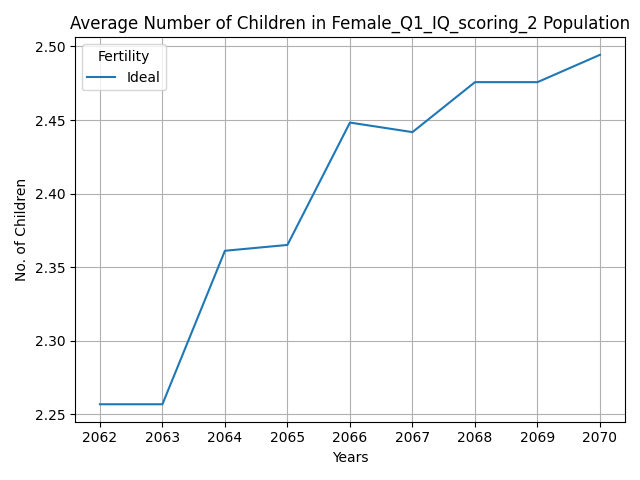 Average Number of Children in Female_Q1_IQ_scoring_2 Population
Fertility
Ideal
2.50
2.45
2.40
2.35
2.30
2.25
No. of Children
2062 2063 2064 2065 2066 2067 2068 2069 2070
Years